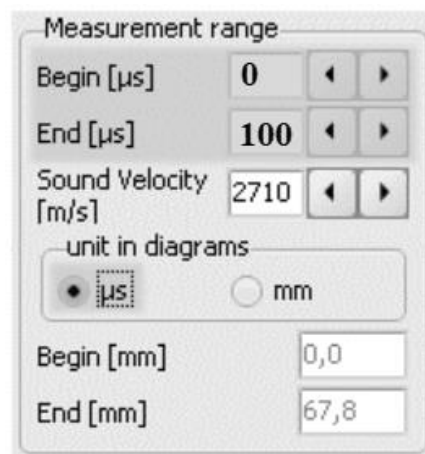 Measurement range
Begin [µs] 0
End [µs] 100
Sound Velocity 2710
[m/s]
unit in diagrams
µs mm
Begin [mm] 0,0
End [mm] 67,8